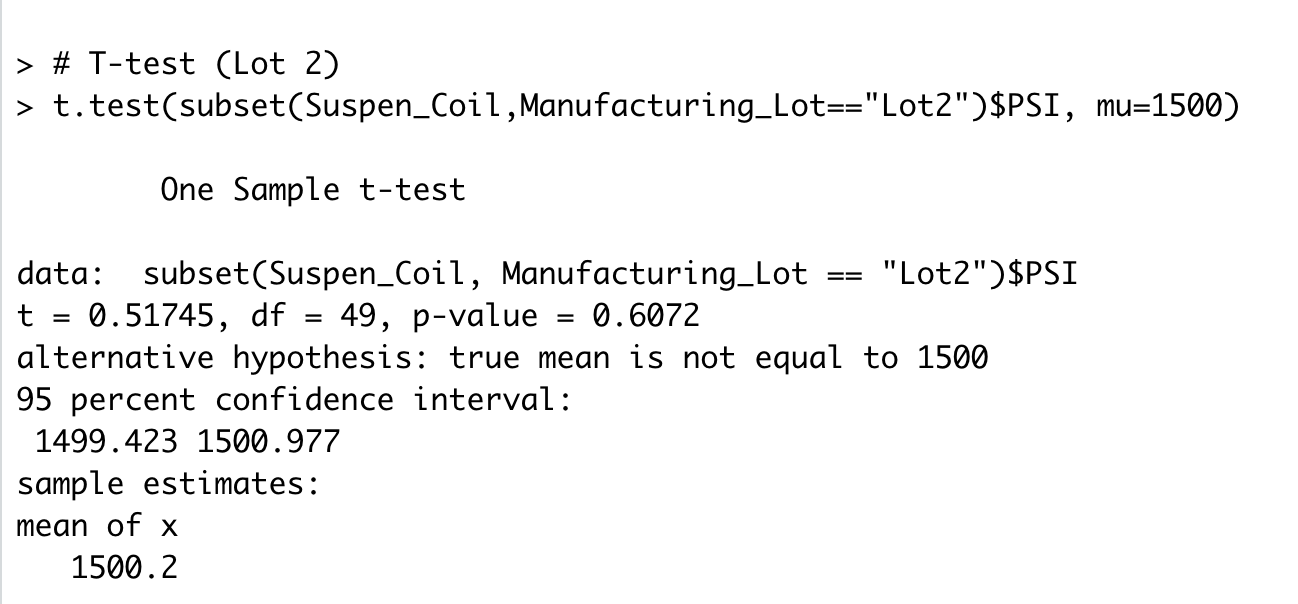 > # T-test (Lot 2)
> t.test(subset(Suspen_Coil,Manufacturing_Lot=="Lot2")$PSI, mu=1500)
One Sample t-test
data:  subset(Suspen_Coil, Manufacturing_Lot == "Lot2")$PSI
t = 0.51745, df = 49, p-value = 0.6072
alternative hypothesis: true mean is not equal to 1500
95 percent confidence interval:
 1499.423 1500.977
sample estimates:
mean of x
   1500.2